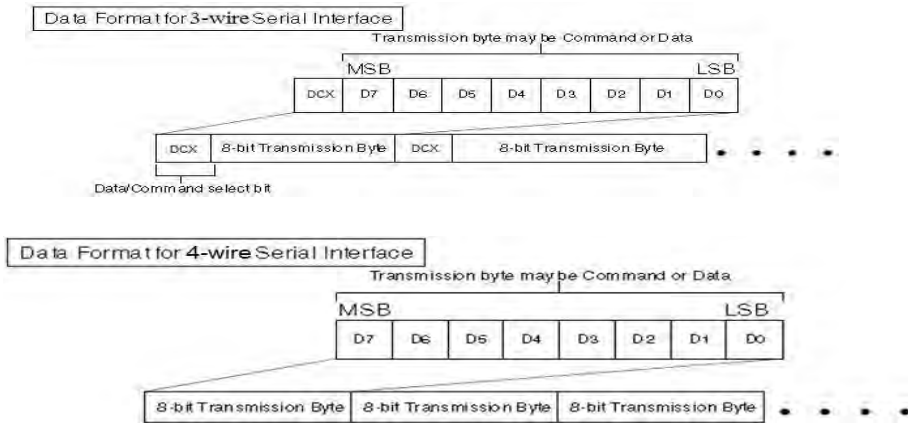 Data Format for 3-wire Serial Interface
Transmission byte may be Command or Data
MSB LSB
DCX D7 D6 D5 D4 D3 D2 D1 D0
DCX 8-bit Transmission Byte DCX 8-bit Transmission Byte
Data/Command select bit
Data Format for 4-wire Serial Interface
Transmission byte may be Command or Data
MSB LSB
D7 D6 D5 D4 D3 D2 D1 D0
8-bit Transmission Byte 8-bit Transmission Byte 8-bit Transmission Byte